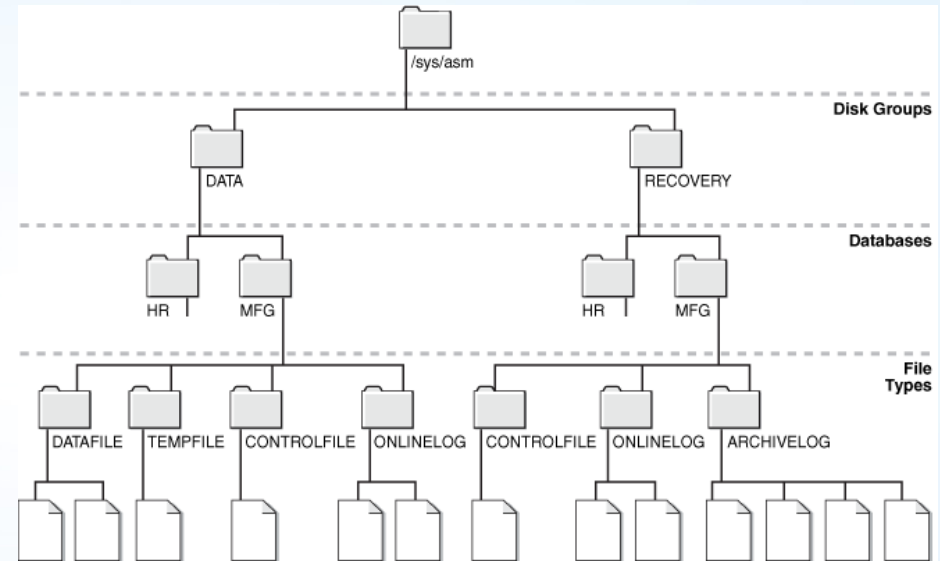 /sys/asm
Disk Groups
DATA
RECOVERY
Databases
HR
MFG
HR
MFG
File
Types
DATAFILE
TEMPFILE
CONTROLFILE
ONLINELOG
CONTROLFILE
ONLINELOG
ARCHIVELOG